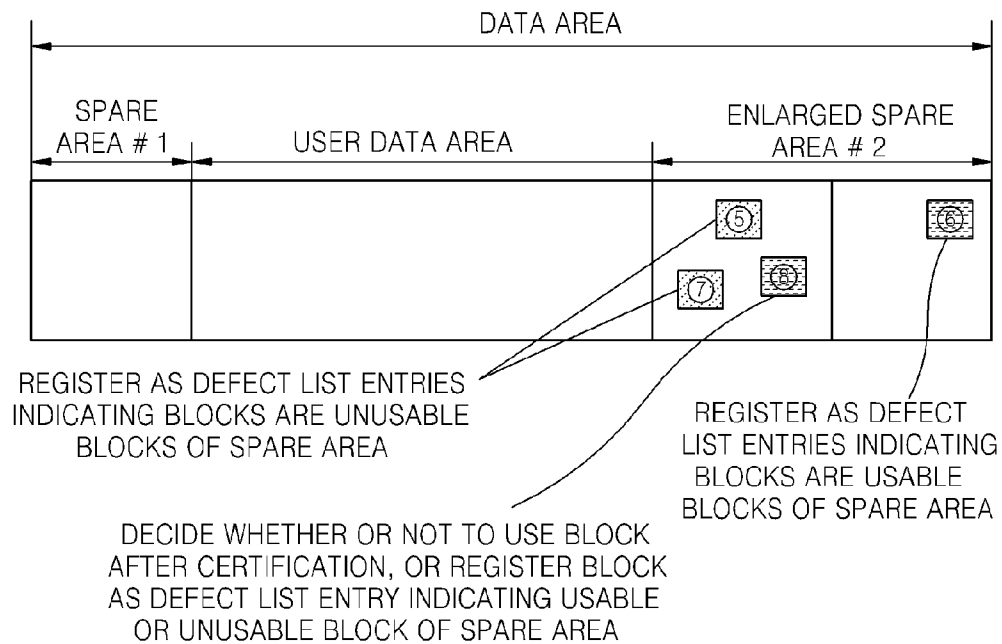 DATA AREA
SPARE
AREA # 1
USER DATA AREA
ENLARGED SPARE
AREA # 2
⑤
⑥
⑦
⑧
REGISTER AS DEFECT LIST ENTRIES
INDICATING BLOCKS ARE UNUSABLE
BLOCKS OF SPARE AREA
REGISTER AS DEFECT
LIST ENTRIES INDICATING
BLOCKS ARE USABLE
BLOCKS OF SPARE AREA
DECIDE WHETHER OR NOT TO USE BLOCK
AFTER CERTIFICATION, OR REGISTER BLOCK
AS DEFECT LIST ENTRY INDICATING USABLE
OR UNUSABLE BLOCK OF SPARE AREA